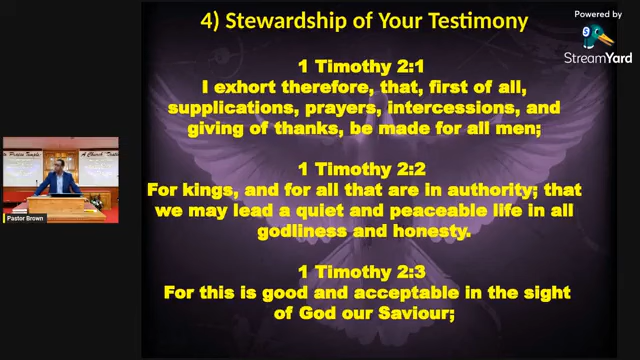 4) Stewardship of Your Testimony
Powered by
StreamYard
1 Timothy 2:1
I exhort therefore, that, first of all,
supplications, prayers, intercessions, and
giving of thanks, be made for all men;
1 Timothy 2:2
For kings, and for all that are in authority; that
we may lead a quiet and peaceable life in all
godliness and honesty.
1 Timothy 2:3
For this is good and acceptable in the sight
of God our Saviour;
Pastor Brown